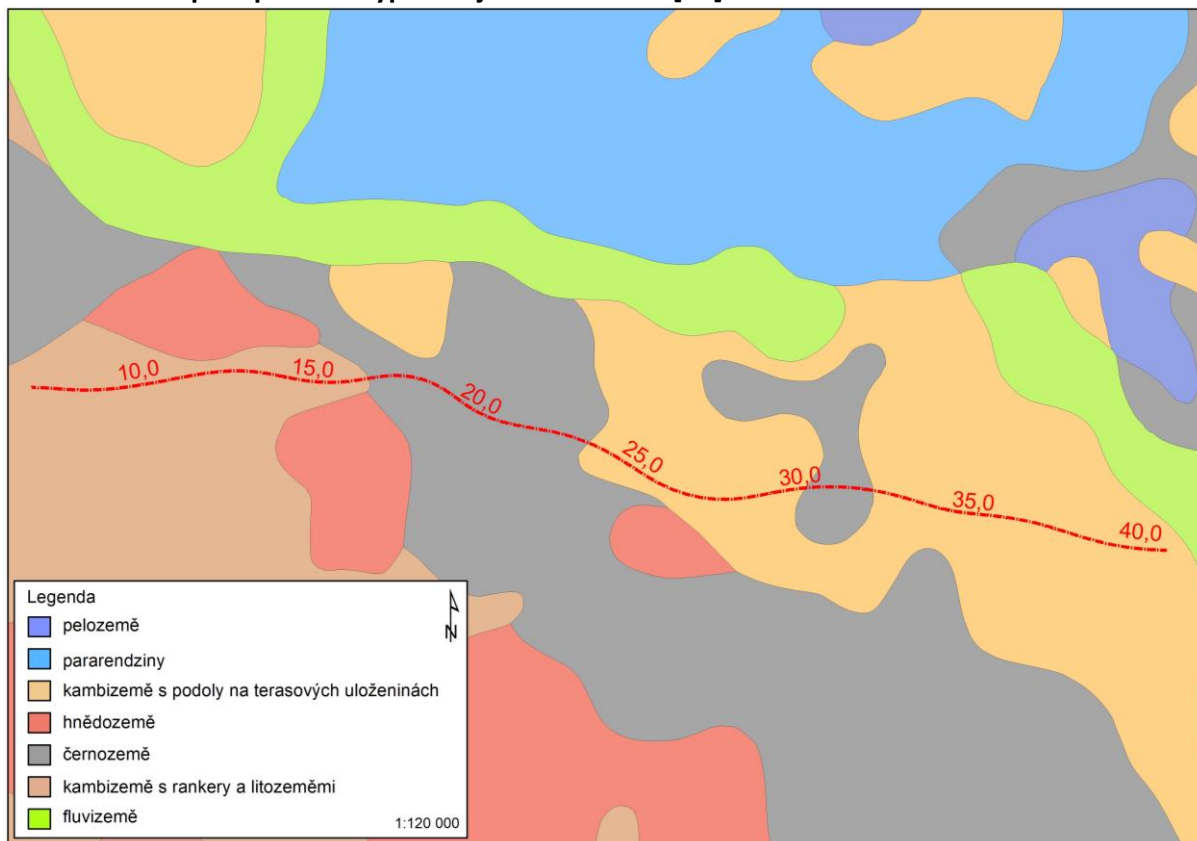 10,0
15,0
20,0
25,0
30,0
35,0
40,0
Legenda
N
pelozemě
pararendziny
kambizemě s podoly na terasových uloženinách
hnědozemě
černozemě
kambizemě s rankery a litozeměmi
fluvizemě
1:120 000